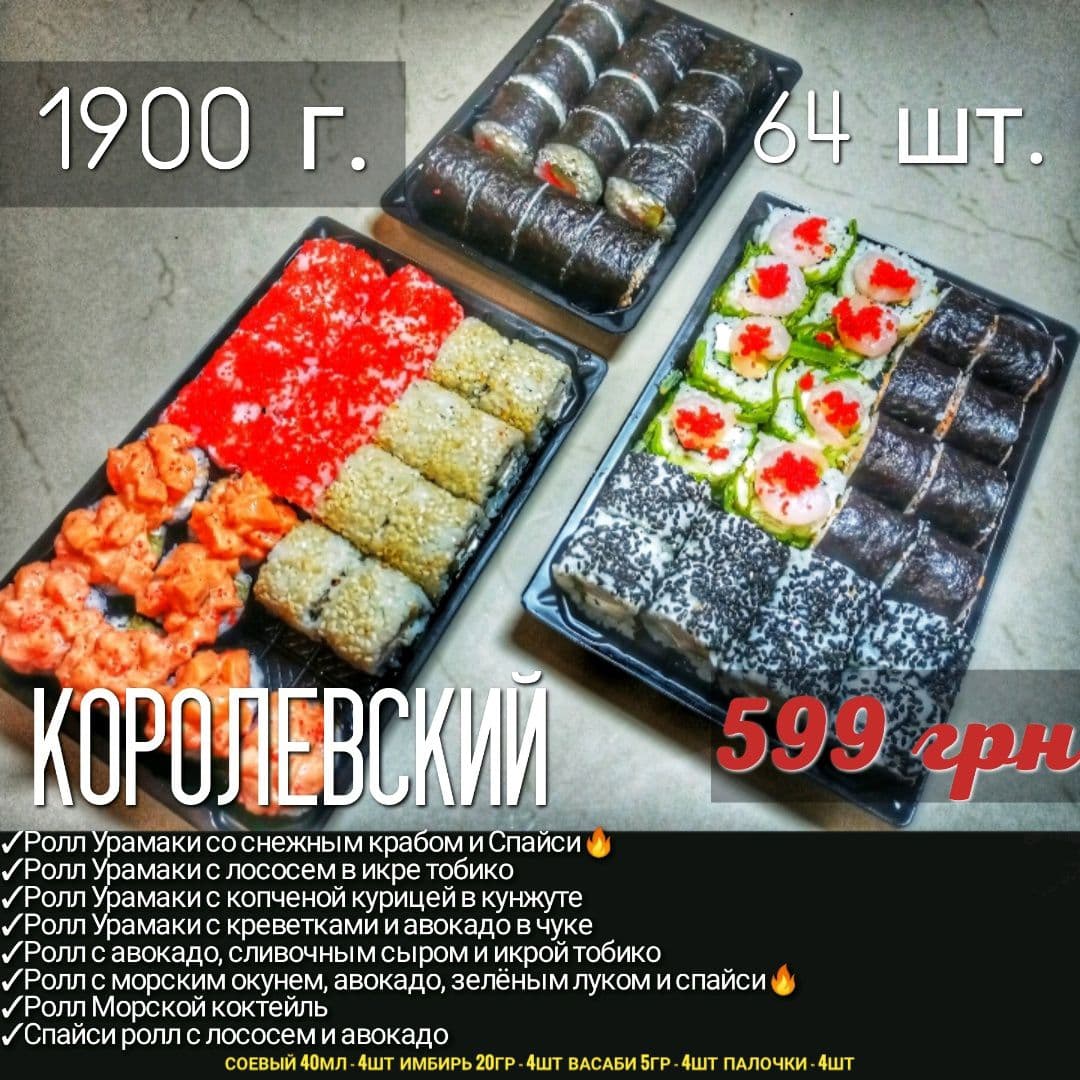 1900 г.
64 шт.
КОРОЛЕВСКИЙ
599 грн
✓Ролл Урамаки со снежным крабом и Спайси🔥
✓Ролл Урамаки с лососем в икре тобико
✓Ролл Урамаки с копченой курицей в кунжуте
✓Ролл Урамаки с креветками и авокадо в чуке
✓Ролл с авокадо, сливочным сыром и икрой тобико
✓Ролл с морским окунем, авокадо, зелёным луком и спайси🔥
✓Ролл Морской коктейль
✓Спайси ролл с лососем и авокадо
СОЕВЫЙ 40МЛ - 4ШТ ИМБИРЬ 20ГР - 4ШТ ВАСАБИ 5ГР - 4ШТ ПАЛОЧКИ - 4ШТ